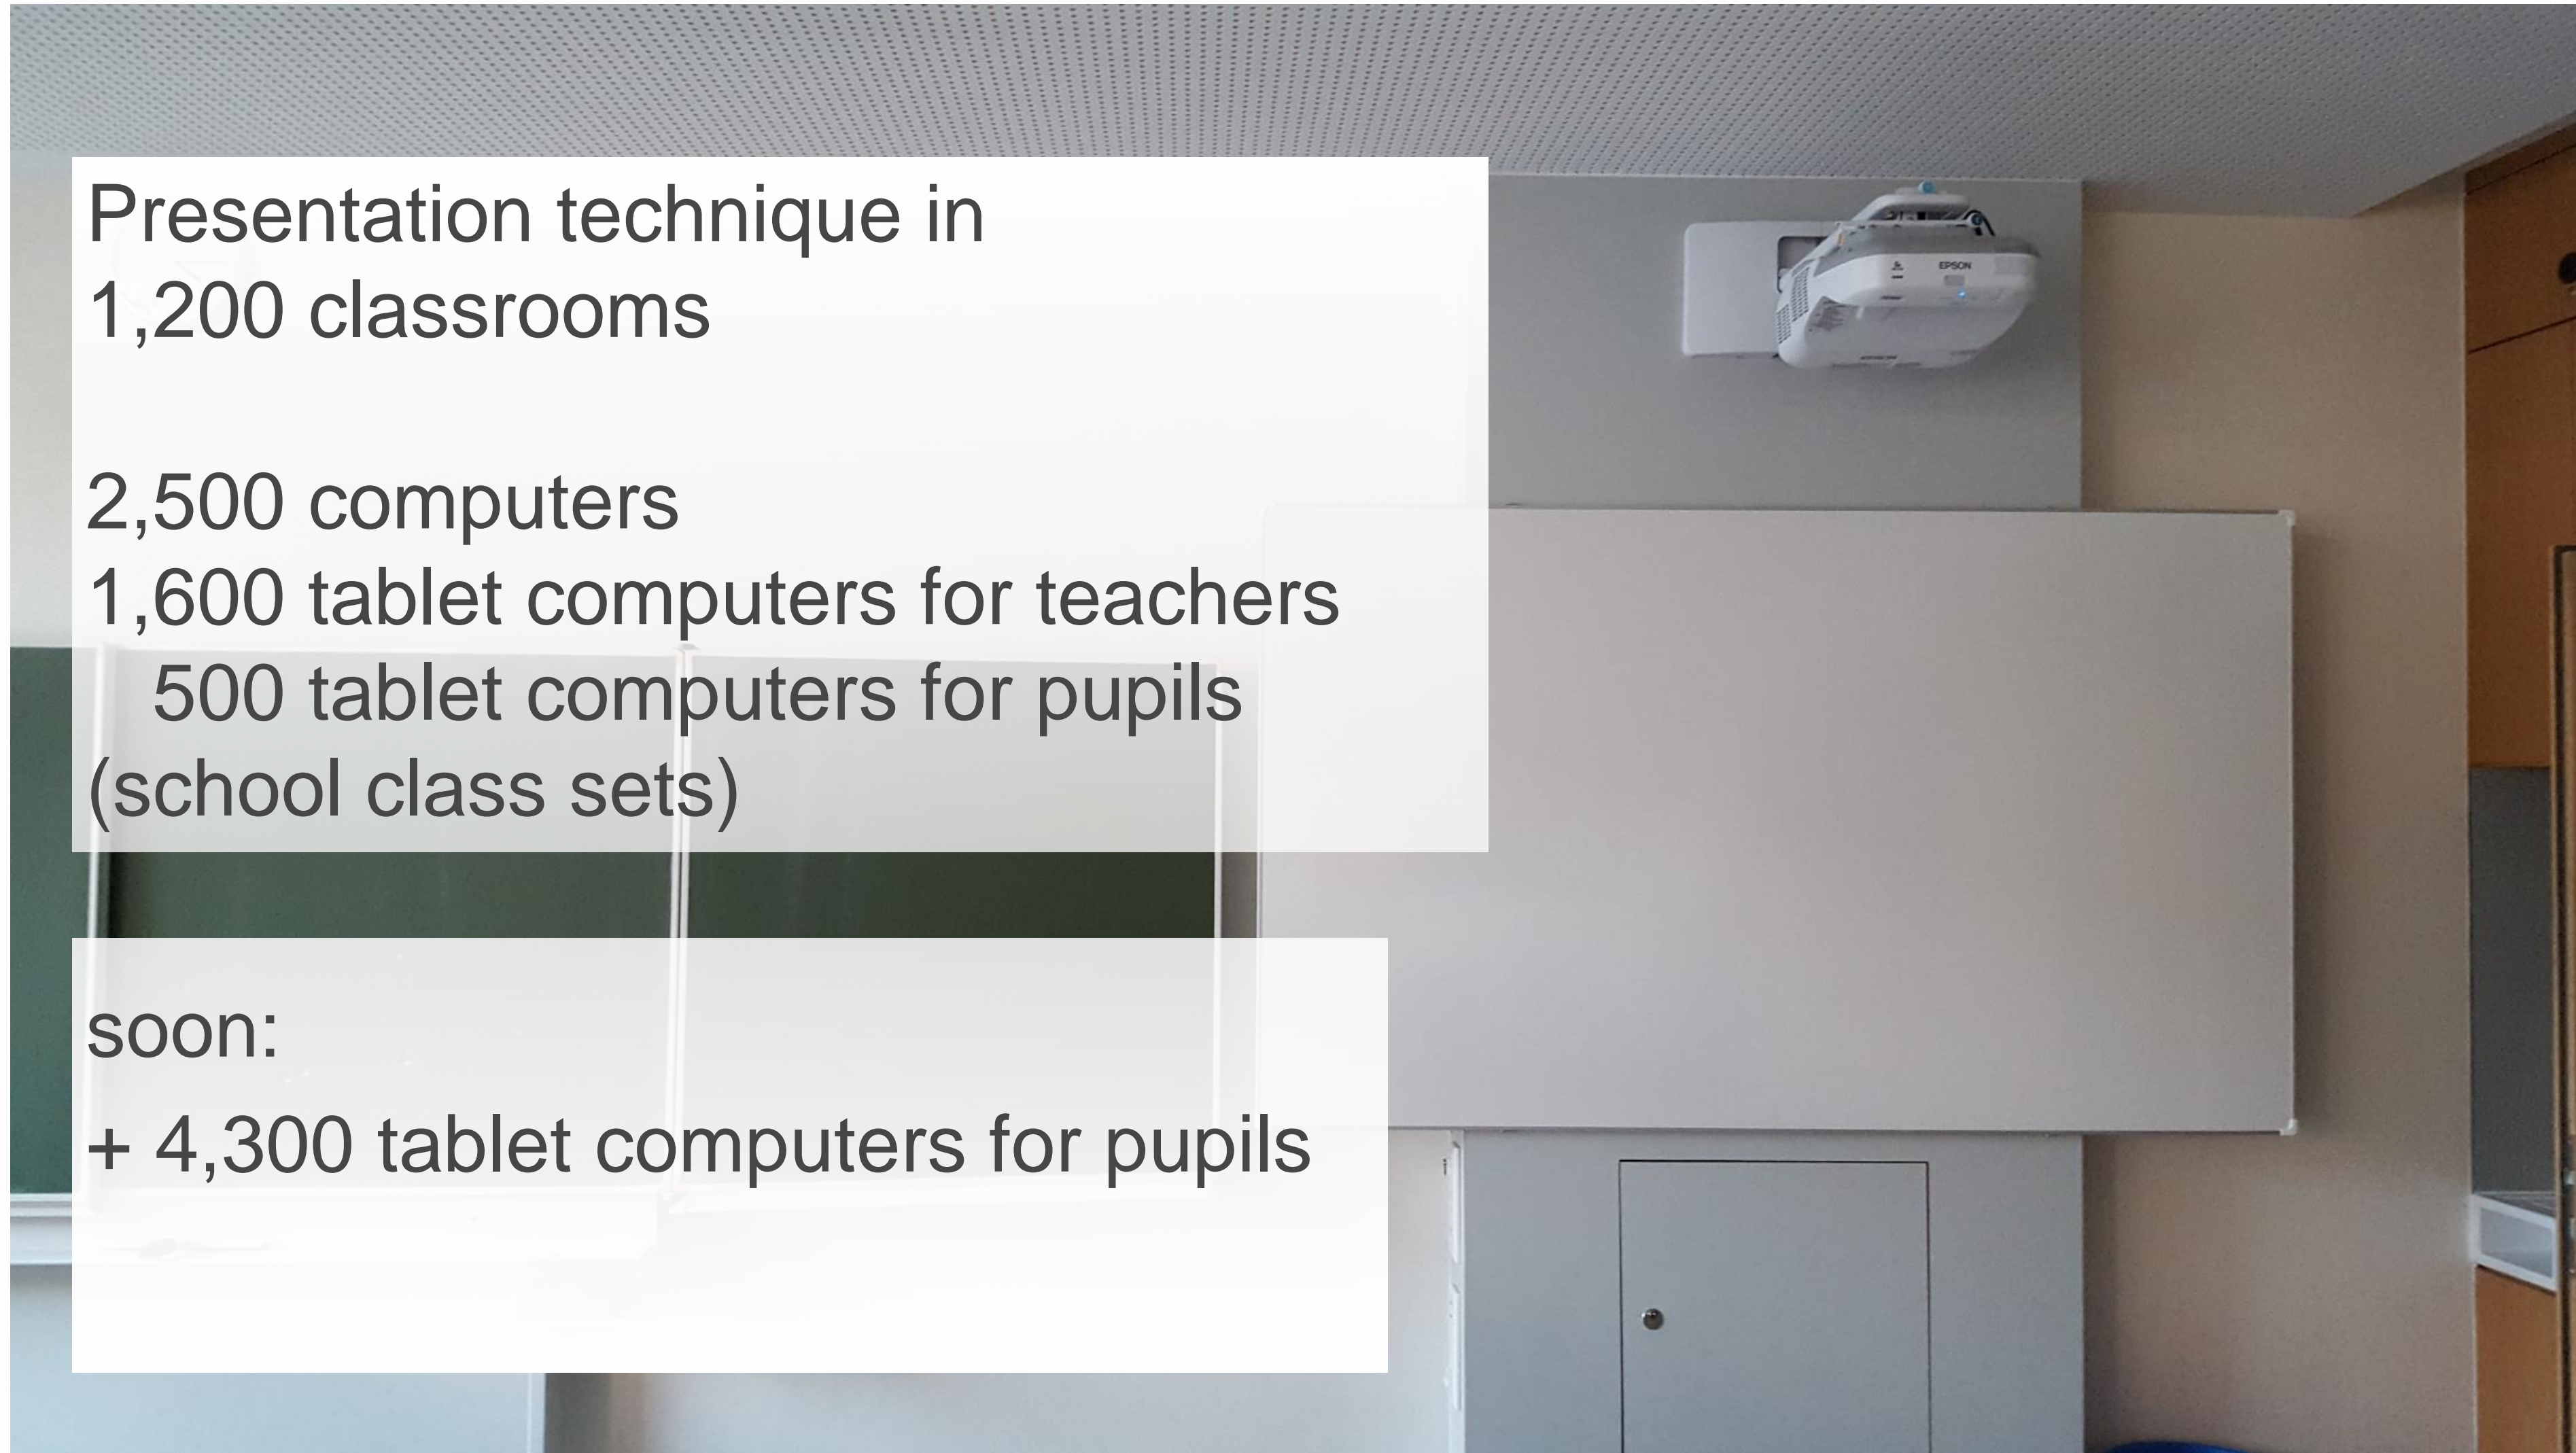 Presentation technique in
1,200 classrooms
2,500 computers
1,600 tablet computers for teachers
500 tablet computers for pupils
(school class sets)
soon:
+ 4,300 tablet computers for pupils
EPSON